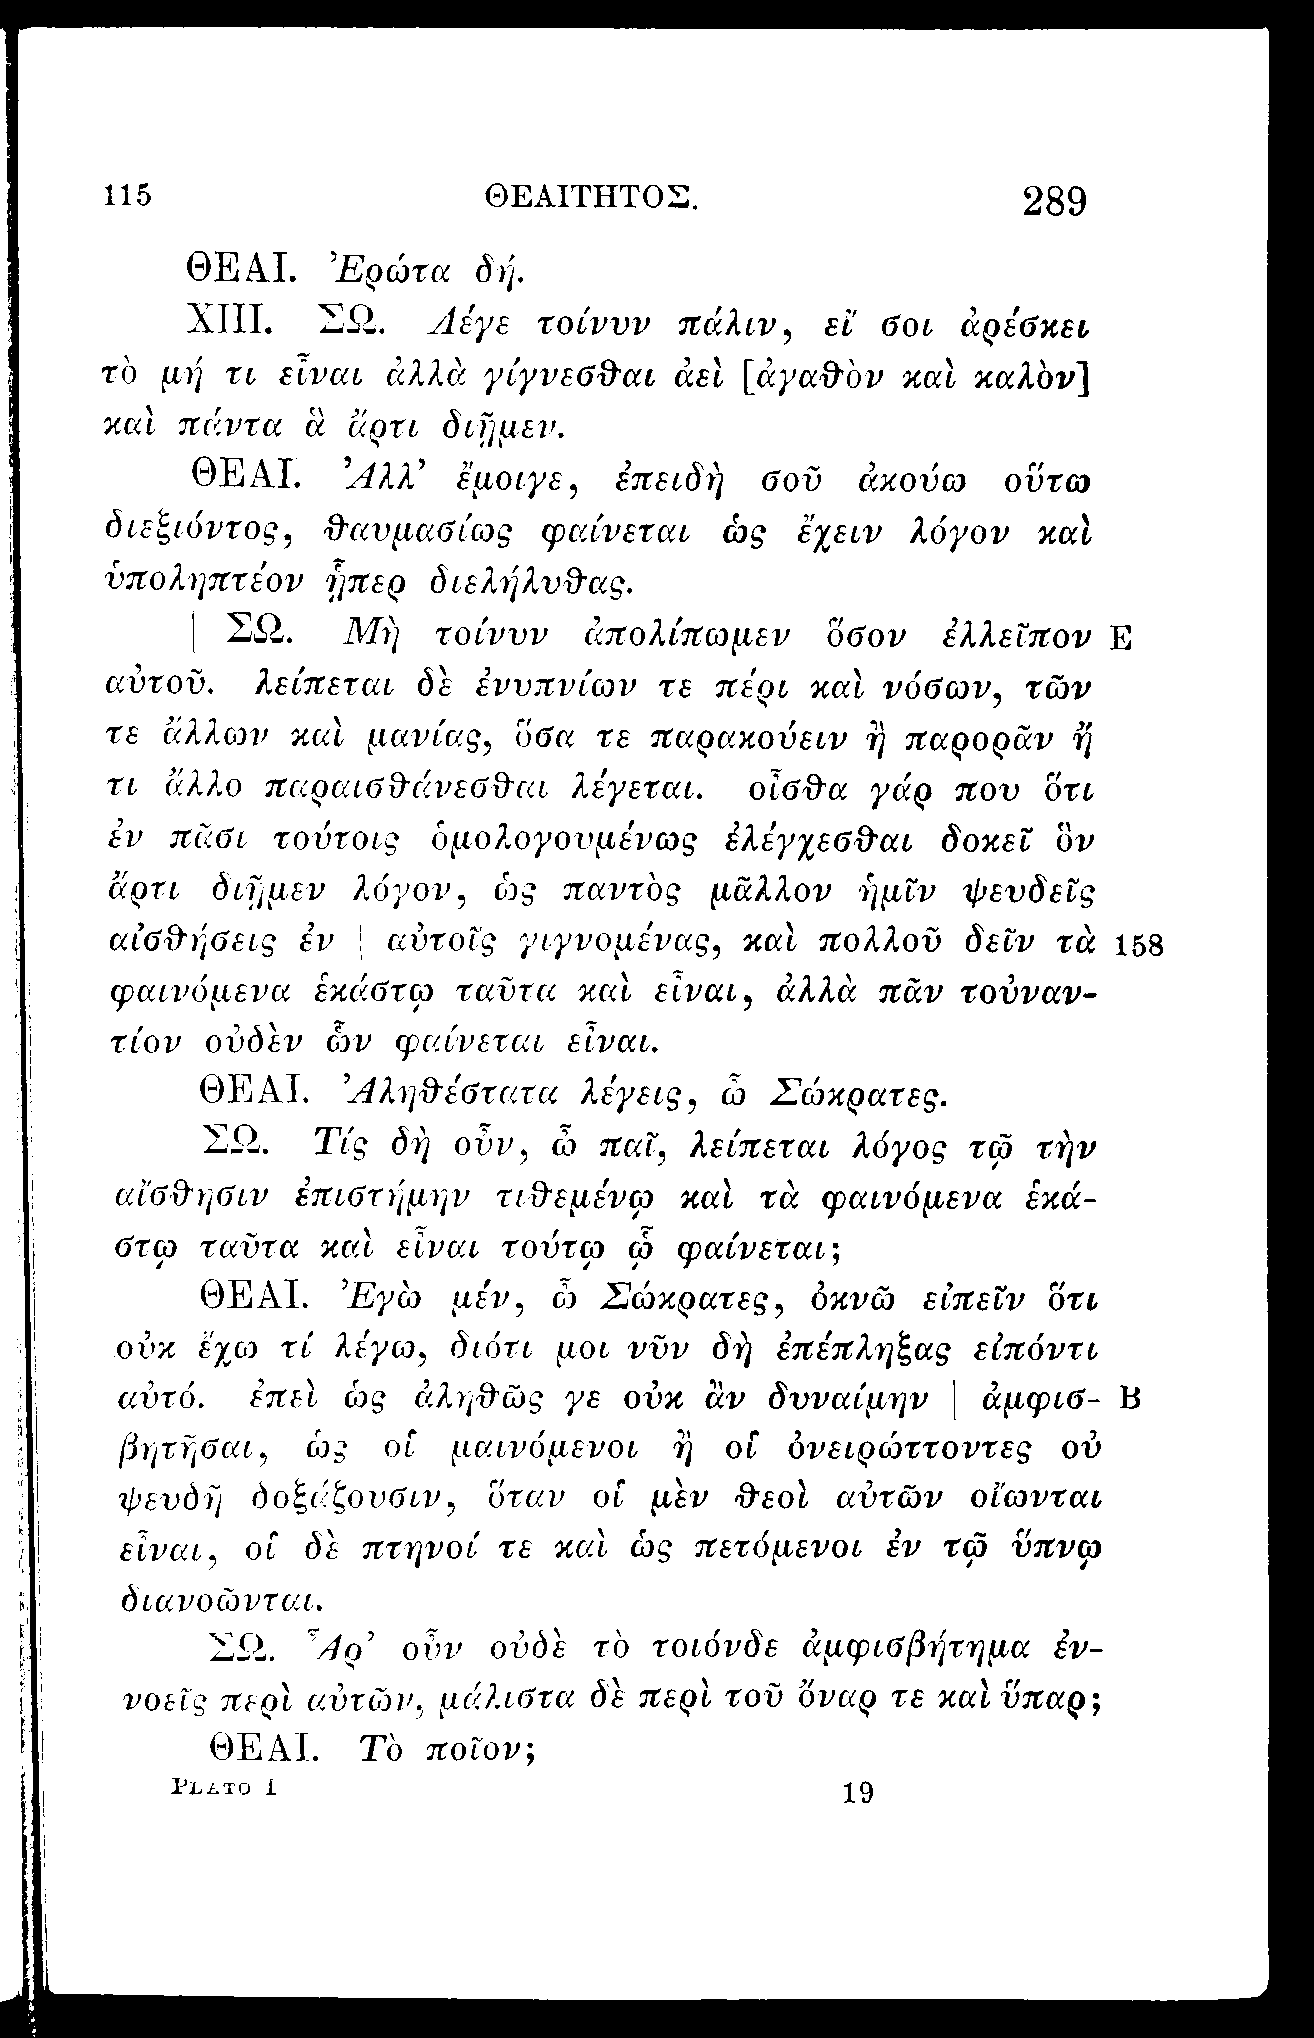 115 ΘΕΑΙΤΗΤΟΣ. 289
ΘΕΑΙ. Ἐρώτα δή.
XIII. ΣΩ. Λέγε τοίνυν πάλιν, εἴ σοι ἀρέσκει
τὸ μή τι εἶναι ἀλλὰ γίγνεσθαι ἀεὶ [ἀγαθὸν καὶ καλὸν]
καὶ πάντα ἃ ἄρτι διῇμεν.
ΘΕΑΙ. Ἀλλ’ ἔμοιγε, ἐπειδὴ σοῦ ἀκούω οὕτω
διεξιόντος, θαυμασίως φαίνεται ὡς ἔχειν λόγον καὶ
ὑποληπτέον ᾗπερ διελήλυθας.
| ΣΩ. Μὴ τοίνυν ἀπολίπωμεν ὅσον ἐλλεῖπον E
αὐτοῦ. λείπεται δὲ ἐνυπνίων τε πέρι καὶ νόσων, τῶν
τε ἄλλων καὶ μανίας, ὅσα τε παρακούειν ἢ παρορᾶν ἤ
τι ἄλλο παραισθάνεσθαι λέγεται. οἶσθα γάρ που ὅτι
ἐν πᾶσι τούτοις ὁμολογουμένως ἐλέγχεσθαι δοκεῖ ὃν
ἄρτι διῇμεν λόγον, ὡς παντὸς μᾶλλον ἡμῖν ψευδεῖς
αἰσθήσεις ἐν | αὐτοῖς γιγνομένας, καὶ πολλοῦ δεῖν τὰ 158
φαινόμενα ἑκάστῳ ταῦτα καὶ εἶναι, ἀλλὰ πᾶν τοὐναν-
τίον οὐδὲν ὧν φαίνεται εἶναι.
ΘΕΑΙ. Ἀληθέστατα λέγεις, ὦ Σώκρατες.
ΣΩ. Τίς δὴ οὖν, ὦ παῖ, λείπεται λόγος τῷ τὴν
αἴσθησιν ἐπιστήμην τιθεμένῳ καὶ τὰ φαινόμενα ἑκά-
στῳ ταῦτα καὶ εἶναι τούτῳ ᾧ φαίνεται;
ΘΕΑΙ. Ἐγὼ μέν, ὦ Σώκρατες, ὀκνῶ εἰπεῖν ὅτι
οὐκ ἔχω τί λέγω, διότι μοι νῦν δὴ ἐπέπληξας εἰπόντι
αὐτό. ἐπεὶ ὡς ἀληθῶς γε οὐκ ἂν δυναίμην | ἀμφισ- B
βητῆσαι, ὡς οἱ μαινόμενοι ἢ οἱ ὀνειρώττοντες οὐ
ψευδῆ δοξάζουσιν, ὅταν οἱ μὲν θεοὶ αὐτῶν οἴωνται
εἶναι, οἱ δὲ πτηνοί τε καὶ ὡς πετόμενοι ἐν τῷ ὕπνῳ
διανοῶνται.
ΣΩ. Ἆρ’ οὖν οὐδὲ τὸ τοιόνδε ἀμφισβήτημα ἐν-
νοεῖς περὶ αὐτῶν, μάλιστα δὲ περὶ τοῦ ὄναρ τε καὶ ὕπαρ;
ΘΕΑΙ. Τὸ ποῖον;
PLATO I 19